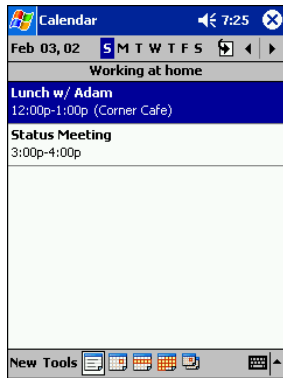 Calendar 7:25
Feb 03, 02 S M T W T F S
Working at home
Lunch w/ Adam
12:00p-1:00p (Corner Cafe)
Status Meeting
3:00p-4:00p
New Tools